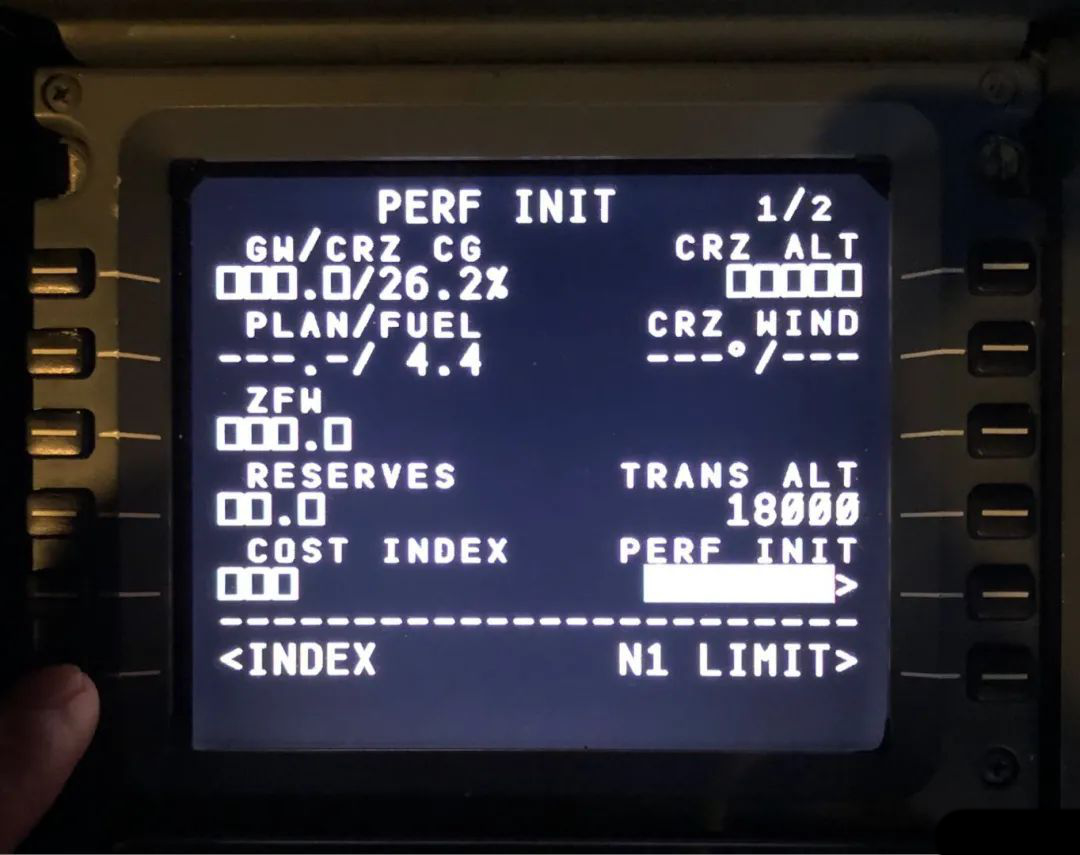 PERF INIT 1/2
GW/CRZ CG CRZ ALT
□□□.□/26.2% □□□□□
PLAN/FUEL CRZ WIND
---.-/ 4.4 ---°/---
ZFW
□□□.□
RESERVES TRANS ALT
□□.□ 18000
COST INDEX PERF INIT
□□□ >
------------------------
<INDEX N1 LIMIT>